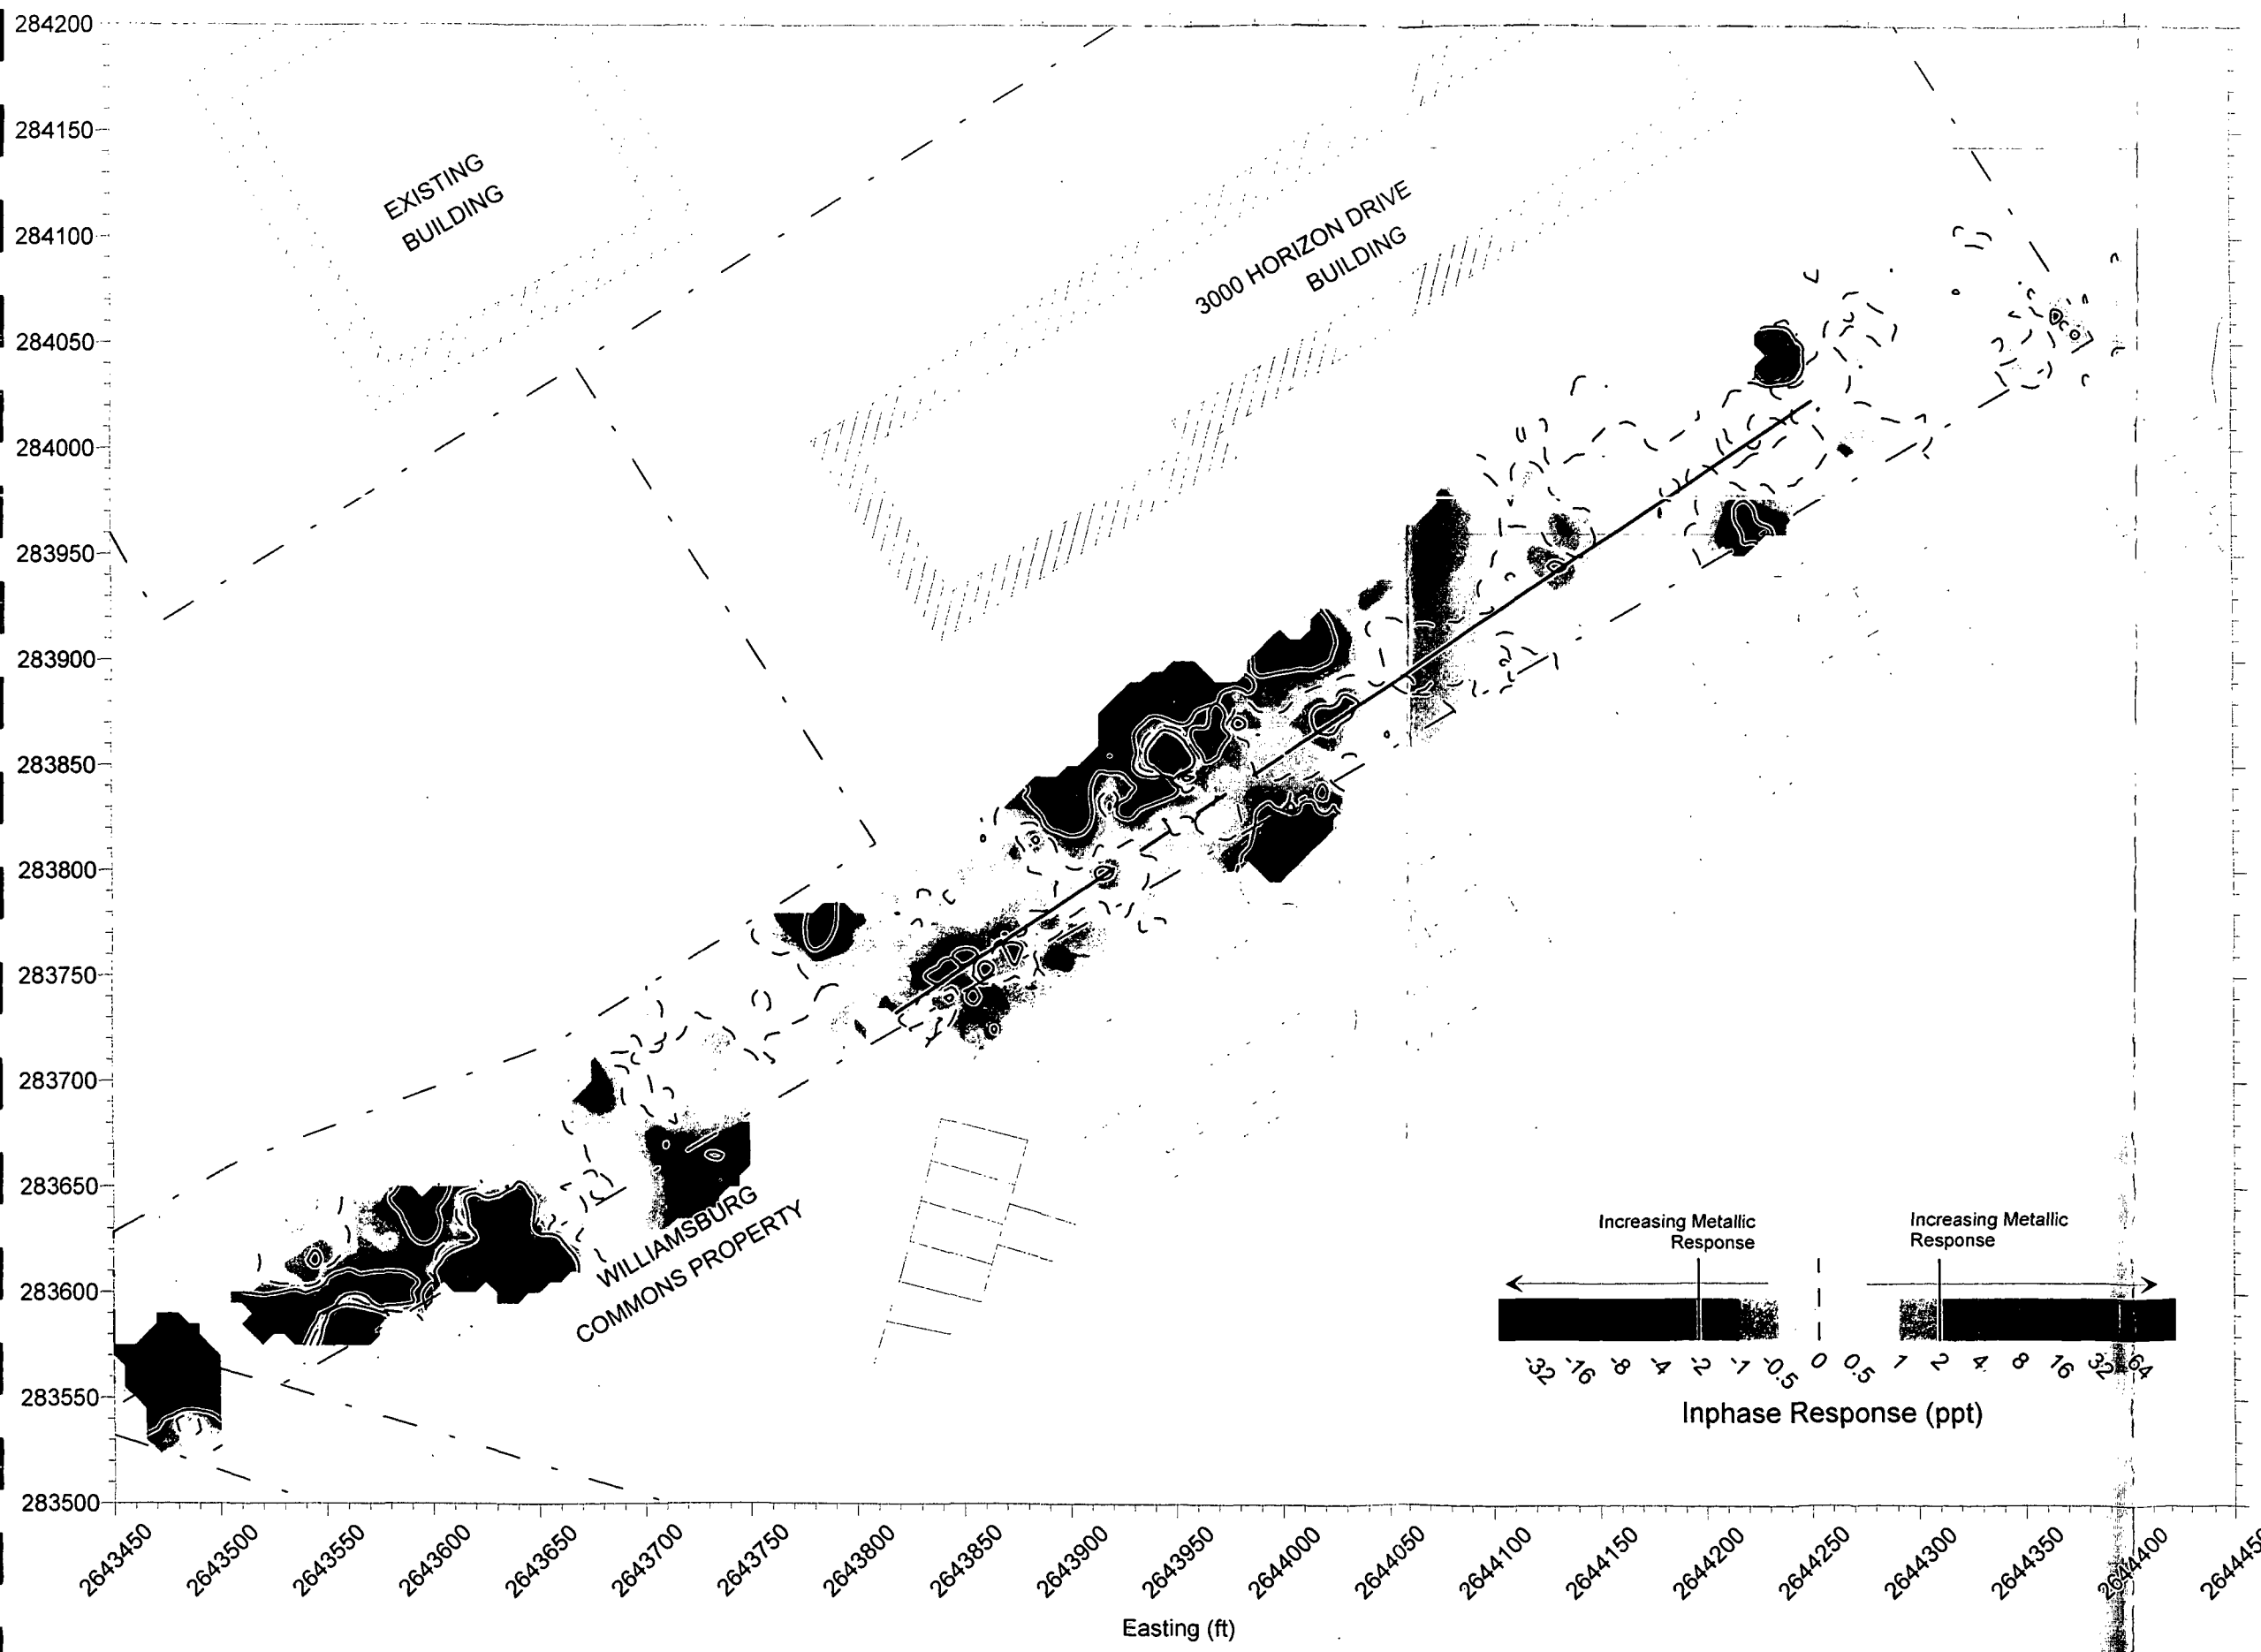 284200
284150
284100
284050
284000
283950
283900
283850
283800
283750
283700
283650
283600
283550
283500
EXISTING
BUILDING
3000 HORIZON DRIVE
BUILDING
WILLIAMSBURG
COMMONS PROPERTY
Increasing Metallic
Response
Increasing Metallic
Response
-32 -16 -8 -4 -2 -1 -0.5 0 0.5 1 2 4 8 16 32 64
Inphase Response (ppt)
2643450 2643500 2643550 2643600 2643650 2643700 2643750 2643800 2643850 2643900 2643950 2644000 2644050 2644100 2644150 2644200 2644250 2644300 2644350 2644400 264445
Easting (ft)